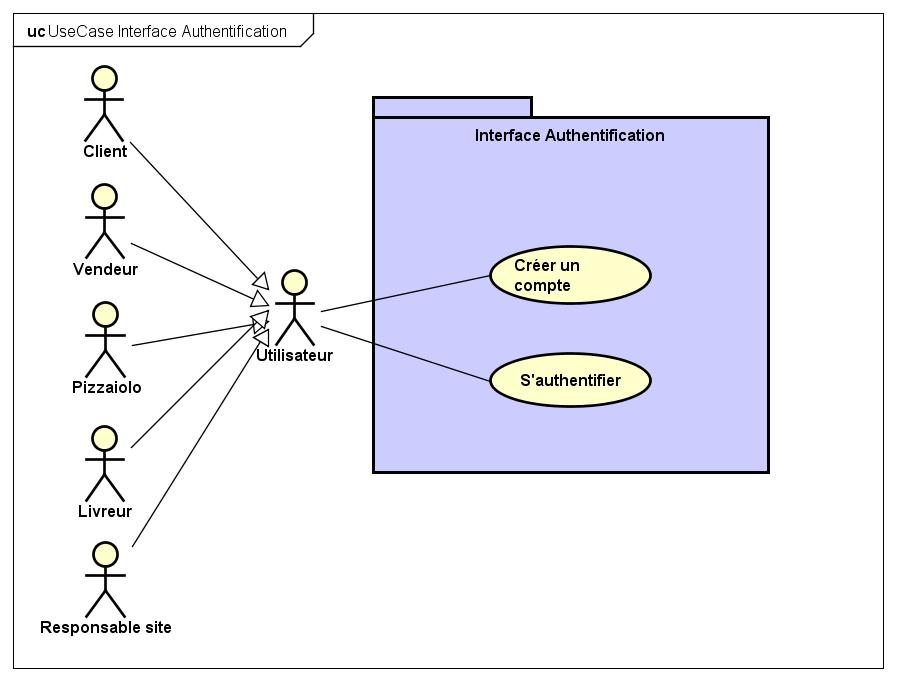 uc UseCase Interface Authentification
Client
Vendeur
Pizzaiolo
Livreur
Responsable site
Utilisateur
Interface Authentification
Créer un
compte
S'authentifier